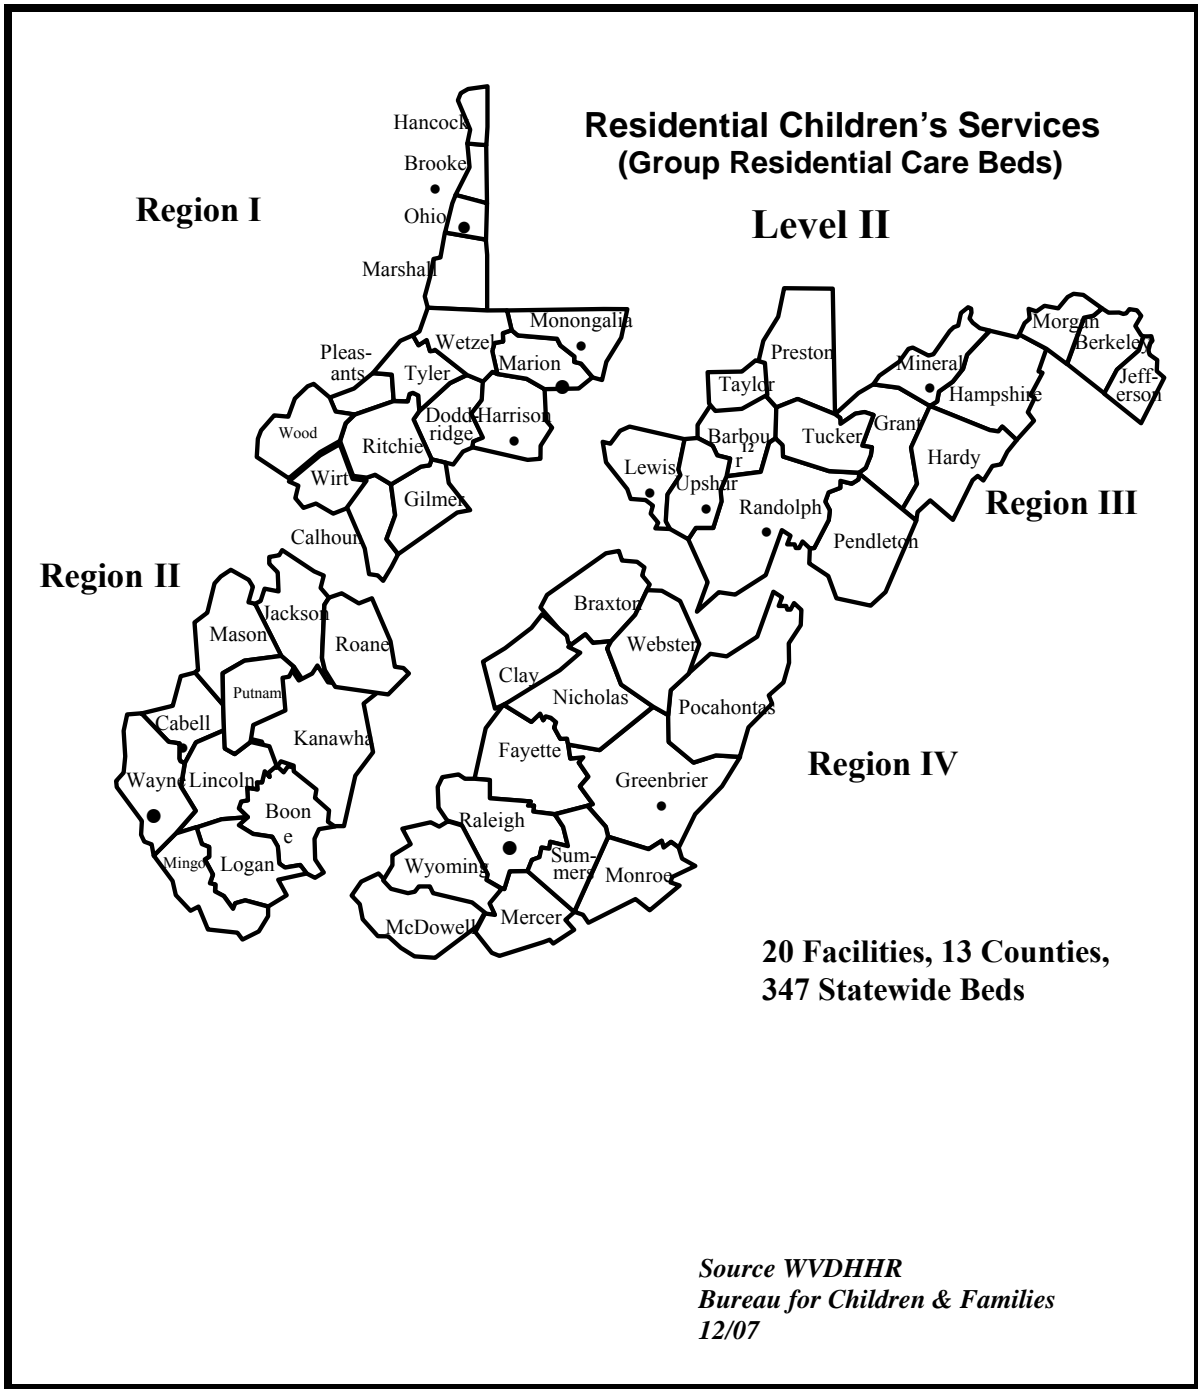 Residential Children's Services
(Group Residential Care Beds)
Level II
Region I
Hancock
Brooke
Ohio
Marshall
Wetzel
Monongalia
Marion
Pleas-
ants
Tyler
Dodd-
ridge
Harrison
Wood
Ritchie
Wirt
Gilmer
Calhoun
Region II
Mason
Jackson
Roane
Putnam
Cabell
Kanawha
Wayne
Lincoln
Boon
e
Mingo
Logan
Region III
Preston
Taylor
Barbou
12
r
Tucker
Grant
Mineral
Hampshire
Morgan
Berkeley
Jeff-
erson
Hardy
Lewis
Upshur
Randolph
Pendleton
Region IV
Braxton
Webster
Clay
Nicholas
Pocahontas
Fayette
Greenbrier
Raleigh
Sum-
mers
Monroe
Wyoming
McDowell
Mercer
20 Facilities, 13 Counties,
347 Statewide Beds
Source WVDHHR
Bureau for Children & Families
12/07